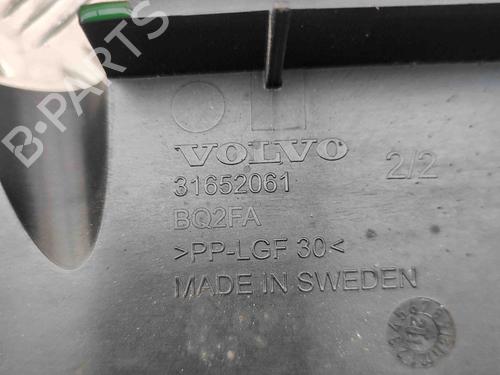 B-PARTS
VOLVO
2/2
31652061
BQ2FA
>PP-LGF 30<
MADE IN SWEDEN